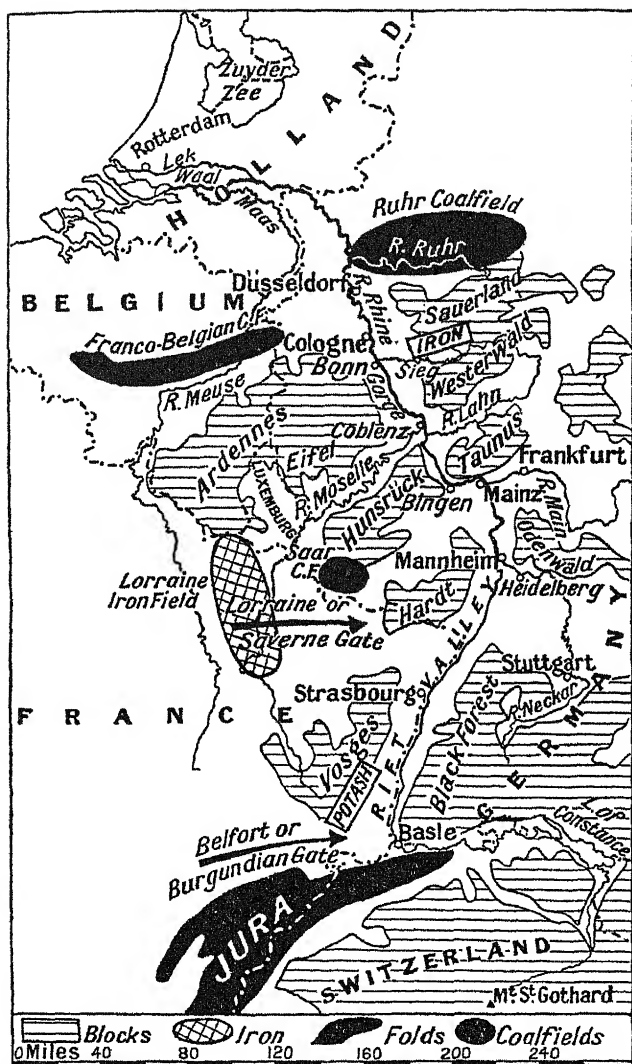 Zuyder
Zee
HOLLAND
Rotterdam
Lek
Waal
Maas
Ruhr Coalfield
R. Ruhr
Düsseldorf
R. Rhine
Sauerland
BELGIUM
Franco-Belgian C.F.
Cologne
IRON
Bonn
Sieg
Westerwäld
R. Meuse
Gorge
R. Lahn
Coblenz
Ardennes
Eifel
Taunus
Frankfurt
LUXEMBURG
R. Moselle
Hunsrück
Bingen
Mainz
R. Main
Odenwäld
Saar
C.F.
Mannheim
Heidelberg
Lorraine
Iron Field
Lorraine or
Saverne Gate
Härdt
Stuttgart
R. Neckar
Strasbourg
FRANCE
GERMANY
Vosges
RIFT VALLEY
Black Forest
POTASH
L. of
Constance
Belfort or
Burgundian Gate
Basle
JURA
SWITZERLAND
Mt. St. Gothard
Blocks Iron Folds Coalfields
0 Miles 40 80 120 160 200 240